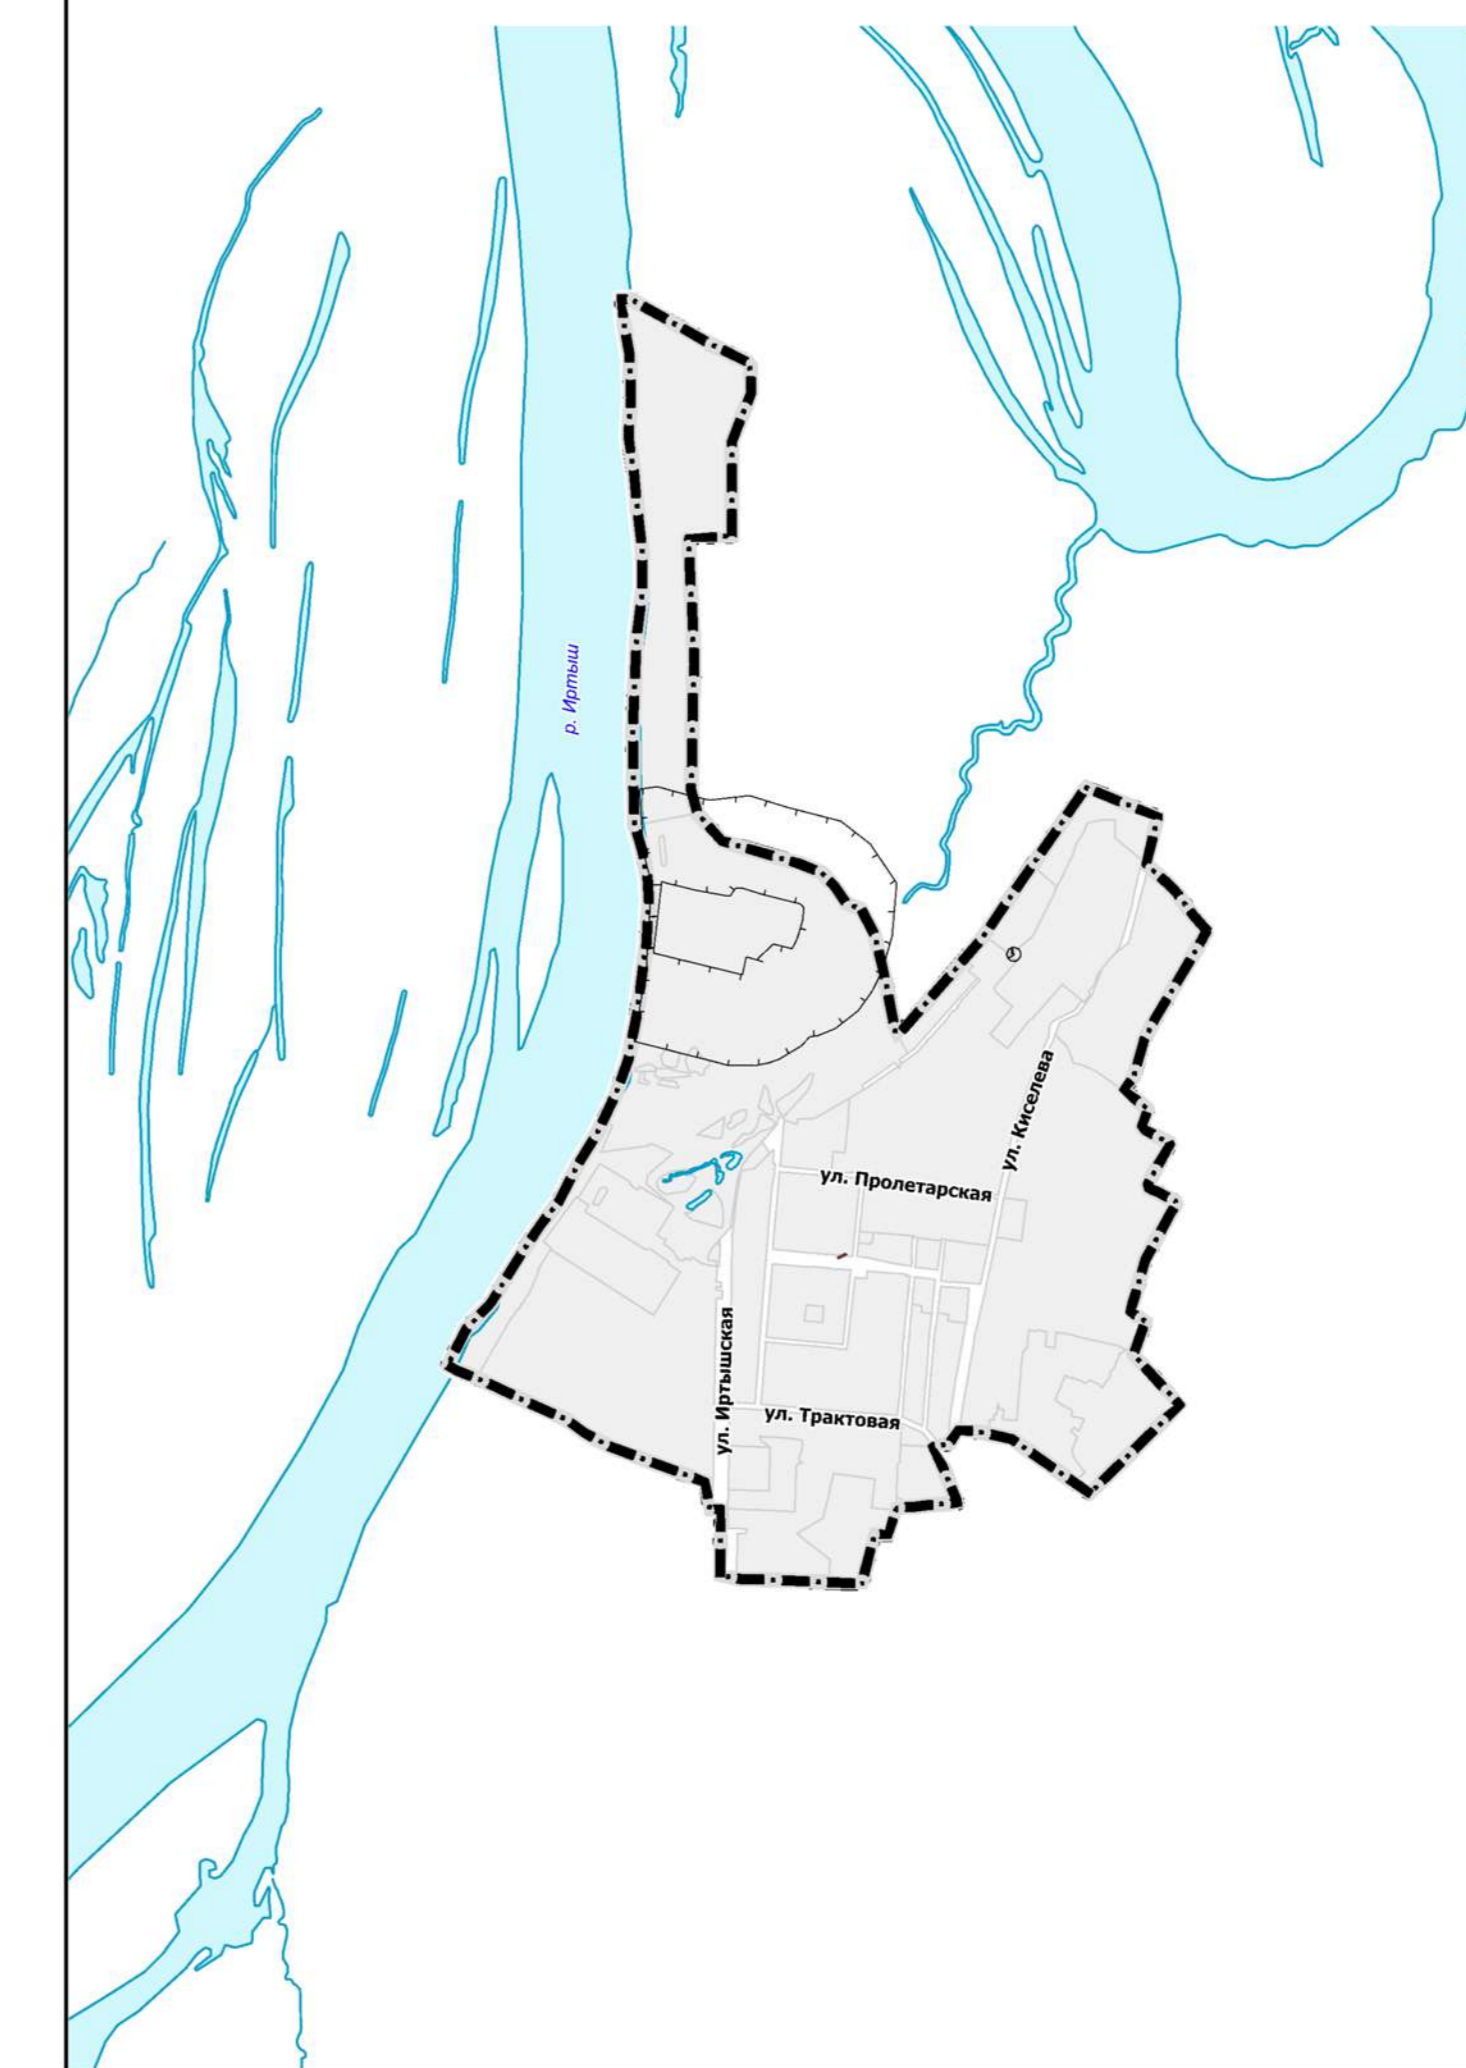 р. Иртыш
ул. Киселева
ул. Пролетарская
ул. Иртышская
ул. Трактовая